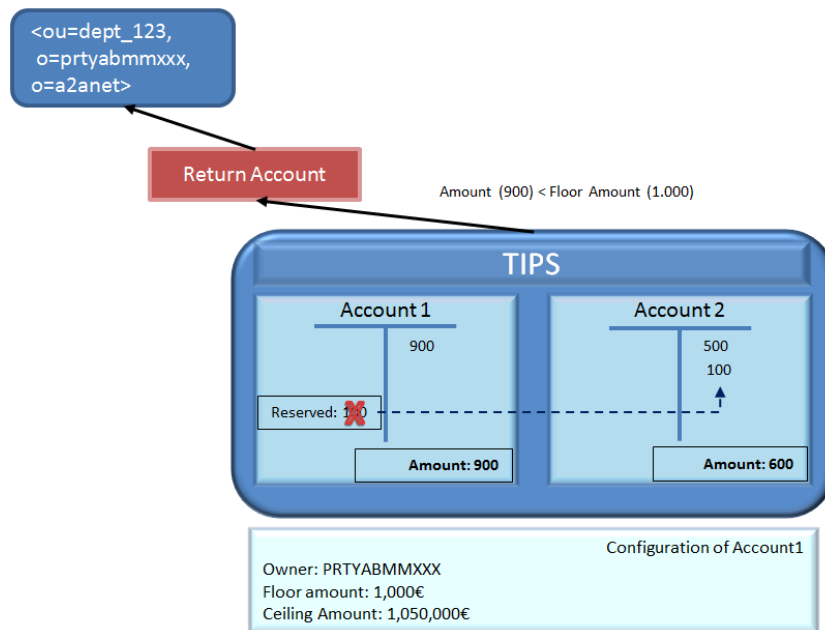 <ou=dept_123,
o=prtyabmmxxx,
o=a2anet>
Return Account
Amount (900) < Floor Amount (1.000)
TIPS
Account 1
900
Reserved:
Amount: 900
Account 2
500
100
Amount: 600
Configuration of Account1
Owner: PRTYABMMXXX
Floor amount: 1,000€
Ceiling Amount: 1,050,000€